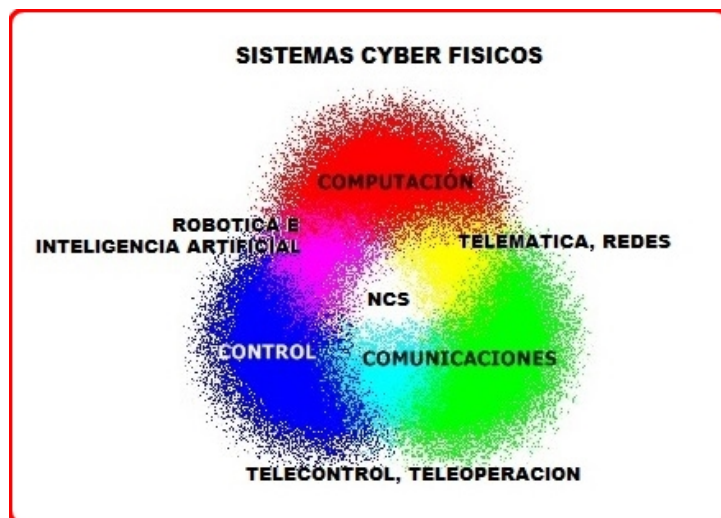 SISTEMAS CYBER FISICOS
COMPUTACIÓN
ROBOTICA E
INTELIGENCIA ARTIFICIAL
TELEMATICA, REDES
NCS
CONTROL
COMUNICACIONES
TELECONTROL, TELEOPERACION